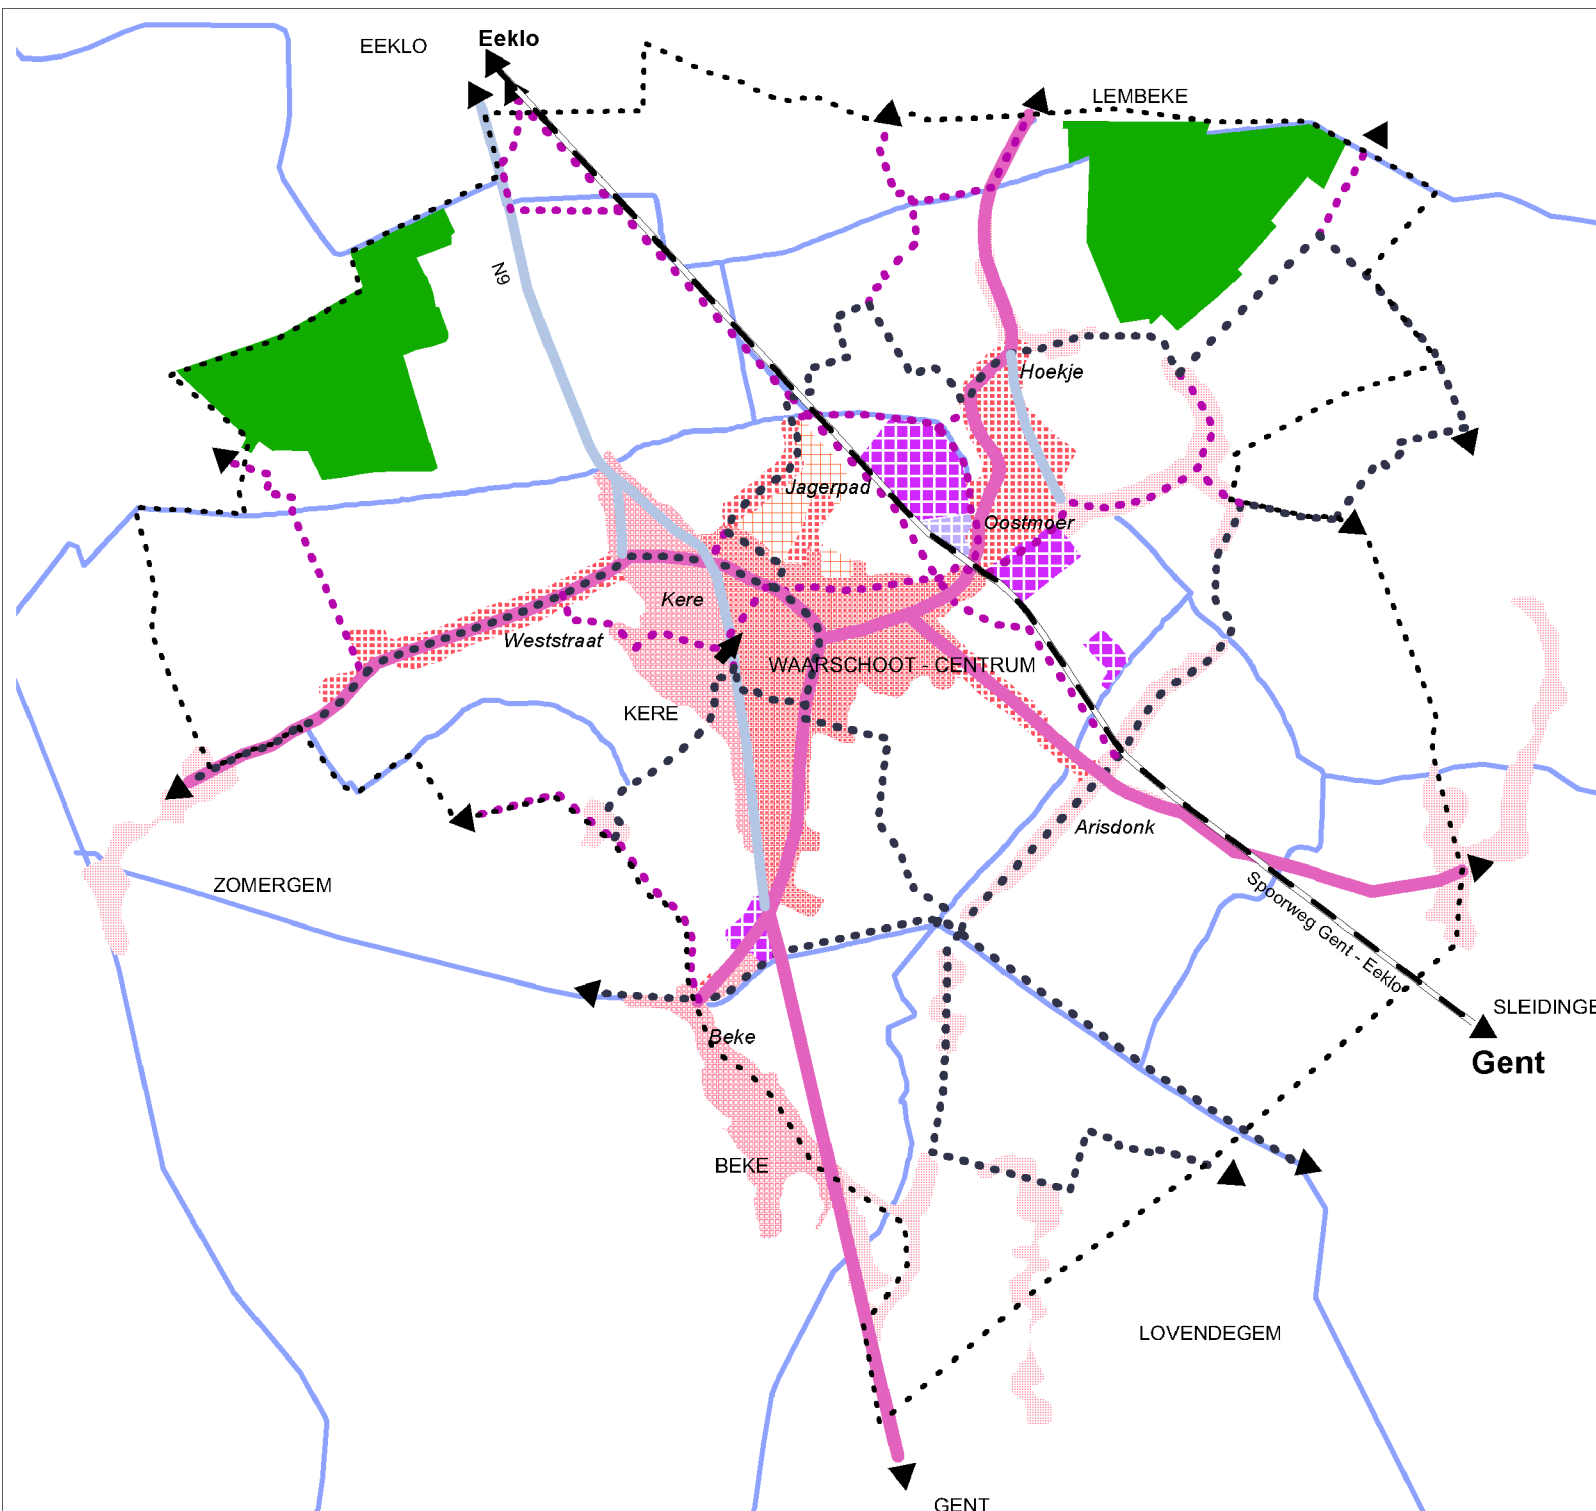 Eeklo
EEKLO
LEMBEKE
N9
Hoekje
Jagerpad
Oostmoer
Kere
Weststraat
WAARSCHOOT - CENTRUM
KERE
Arisdonk
ZOMERGEM
Spoorweg Gent - Eeklo
SLEIDINGE
Beke
Gent
BEKE
LOVENDEGEM
GENT